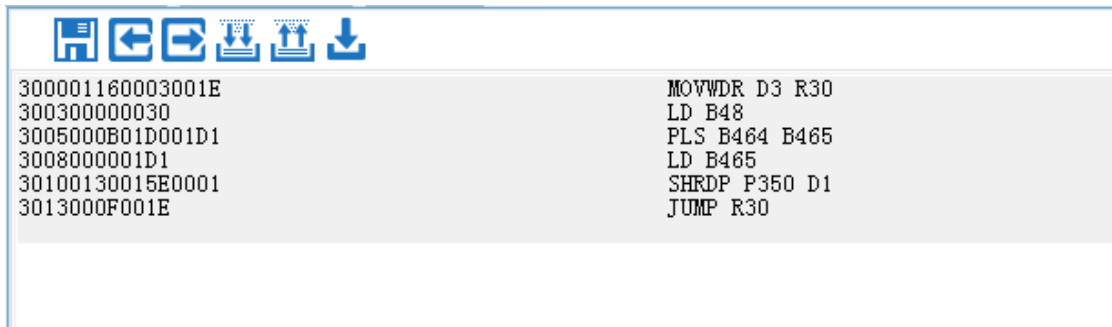 300001160003001E MOVWDR D3 R30
300300000030 LD B48
3005000B01D001D1 PLS B464 B465
3008000001D1 LD B465
30100130015E0001 SHRDP P350 D1
3013000F001E JUMP R30